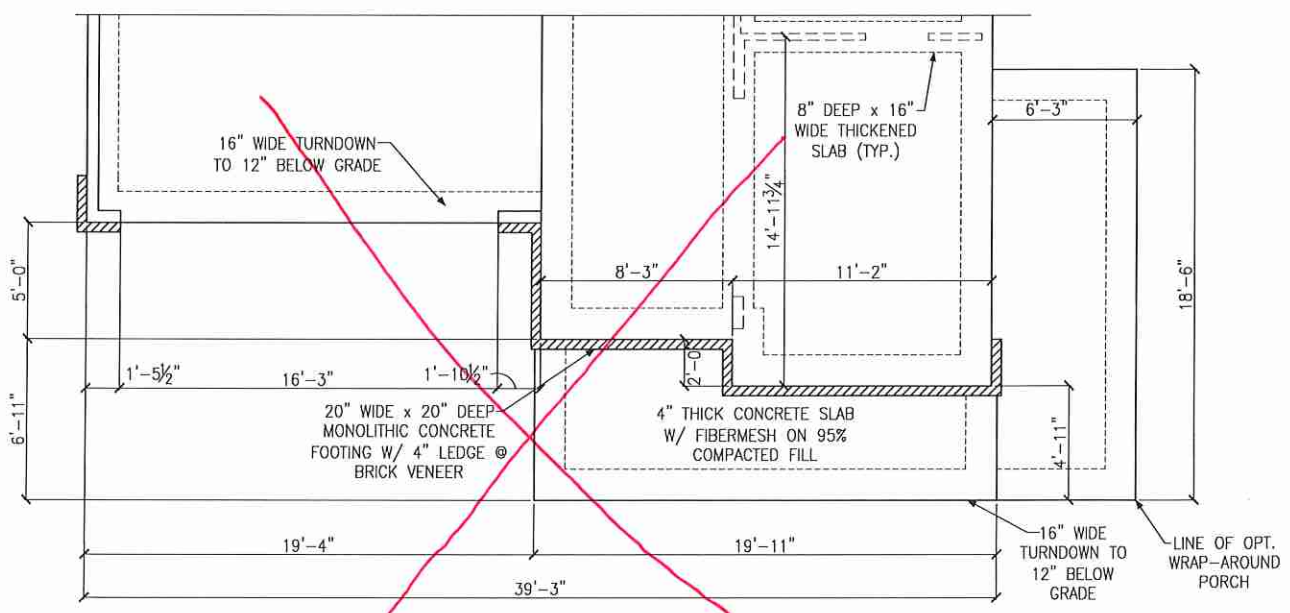 16" WIDE TURNDOWN
TO 12" BELOW GRADE
8" DEEP x 16"
WIDE THICKENED
SLAB (TYP.)
6'-3"
14'-11¾"
18'-6"
5'-0"
8'-3"
11'-2"
2'-0"
1'-5½"
16'-3"
1'-10½"
6'-11"
20" WIDE x 20" DEEP
MONOLITHIC CONCRETE
FOOTING W/ 4" LEDGE @
BRICK VENEER
4" THICK CONCRETE SLAB
W/ FIBERMESH ON 95%
COMPACTED FILL
4'-11"
19'-4"
19'-11"
39'-3"
16" WIDE
TURNDOWN TO
12" BELOW
GRADE
LINE OF OPT.
WRAP-AROUND
PORCH